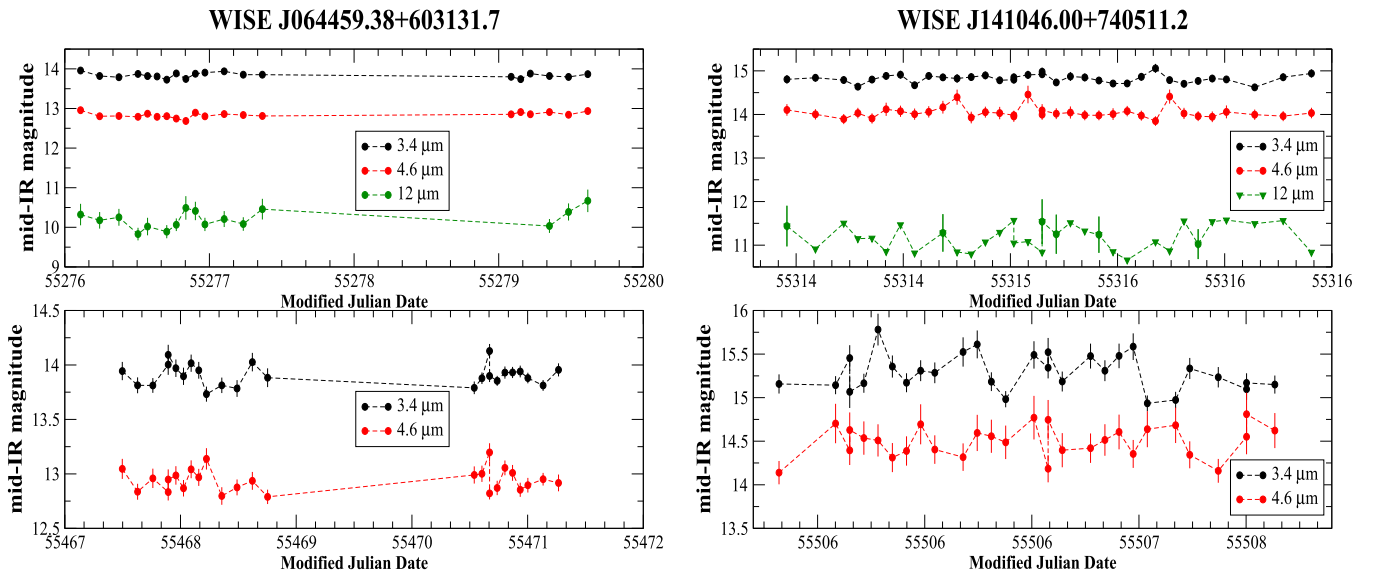 WISE J064459.38+603131.7
mid-IR magnitude
14
13
12
11
10
9
3.4 µm
4.6 µm
12 µm
55276
55277
55278
55279
55280
Modified Julian Date
mid-IR magnitude
14.5
14
13.5
13
12.5
3.4 µm
4.6 µm
55467
55468
55469
55470
55471
55472
Modified Julian Date
WISE J141046.00+740511.2
mid-IR magnitude
15
14
13
12
11
3.4 µm
4.6 µm
12 µm
55314
55314
55315
55316
55316
55316
Modified Julian Date
mid-IR magnitude
16
15.5
15
14.5
14
13.5
3.4 µm
4.6 µm
55506
55506
55506
55507
55508
Modified Julian Date